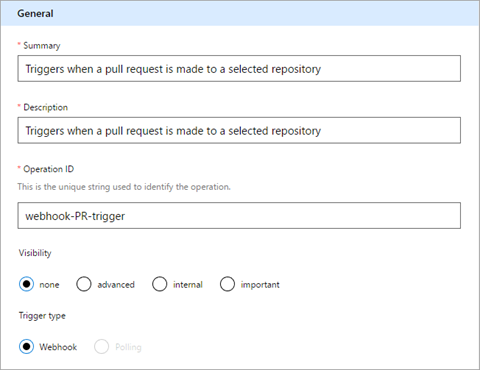 General
* Summary
Triggers when a pull request is made to a selected repository
* Description
Triggers when a pull request is made to a selected repository
* Operation ID
This is the unique string used to identify the operation.
webhook-PR-trigger
Visibility
none advanced internal important
Trigger type
Webhook Polling